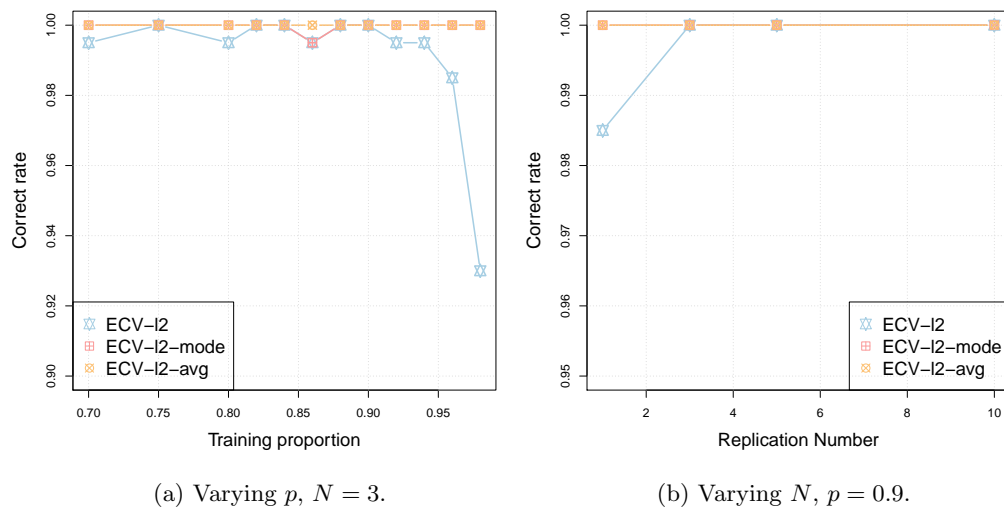 1.00
0.98
0.96
0.94
0.92
0.90
Correct rate
ECV−l2
ECV−l2−mode
ECV−l2−avg
0.70 0.75 0.80 0.85 0.90 0.95
Training proportion
(a) Varying p, N = 3.
1.00
0.99
0.98
0.97
0.96
0.95
Correct rate
ECV−l2
ECV−l2−mode
ECV−l2−avg
2 4 6 8 10
Replication Number
(b) Varying N, p = 0.9.